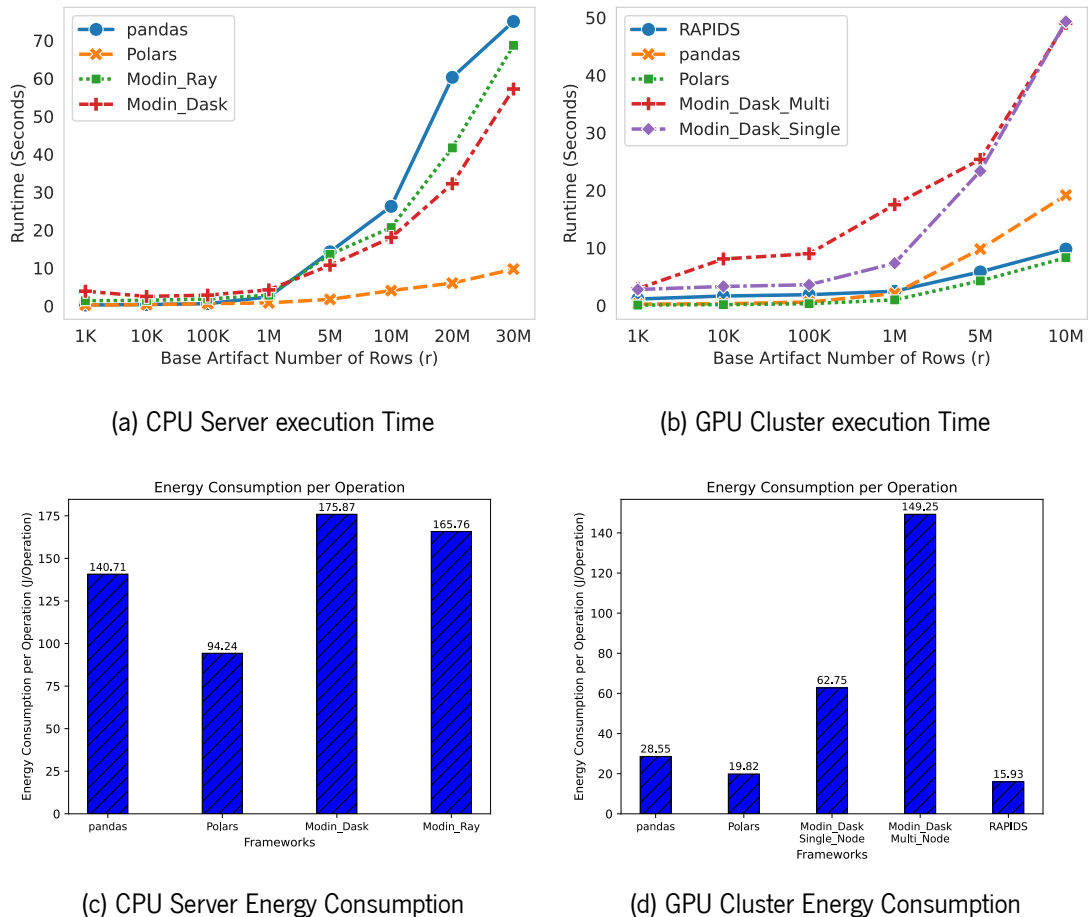 pandas
Polars
Modin_Ray
Modin_Dask
Runtime (Seconds)
70
60
50
40
30
20
10
0
1K 10K 100K 1M 5M 10M 20M 30M
Base Artifact Number of Rows (r)
(a) CPU Server execution Time
RAPIDS
pandas
Polars
Modin_Dask_Multi
Modin_Dask_Single
Runtime (Seconds)
50
40
30
20
10
0
1K 10K 100K 1M 5M 10M
Base Artifact Number of Rows (r)
(b) GPU Cluster execution Time
Energy Consumption per Operation
Energy Consumption per Operation (J/Operation)
175
150
125
100
75
50
25
0
140.71
94.24
175.87
165.76
pandas Polars Modin_Dask Modin_Ray
Frameworks
(c) CPU Server Energy Consumption
Energy Consumption per Operation
Energy Consumption per Operation (J/Operation)
140
120
100
80
60
40
20
0
28.55
19.82
62.75
149.25
15.93
pandas Polars Modin_Dask Modin_Dask RAPIDS
Single_Node Multi_Node
Frameworks
(d) GPU Cluster Energy Consumption